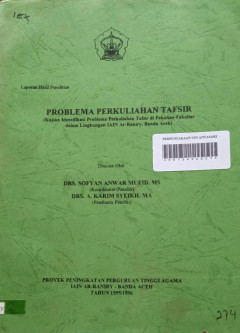 Laporan Hasil Penelitian
PROBLEMA PERKULIAHAN TAFSIR
(Kajian Identifikasi Problema Perkuliahan Tafsir di Fakultas-Fakultas
dalam Lingkungan IAIN Ar-Raniry, Banda Aceh)
Disusun Oleh
DRS. SOFYAN ANWAR MUFID, MS
(Koordinator Peneliti)
DRS. A. KARIM SYEIKH, MA
(Pembantu Peneliti)
PROYEK PENINGKATAN PERGURUAN TINGGI AGAMA
IAIN AR-RANIRY - BANDA ACEH
TAHUN 1995/1996
274